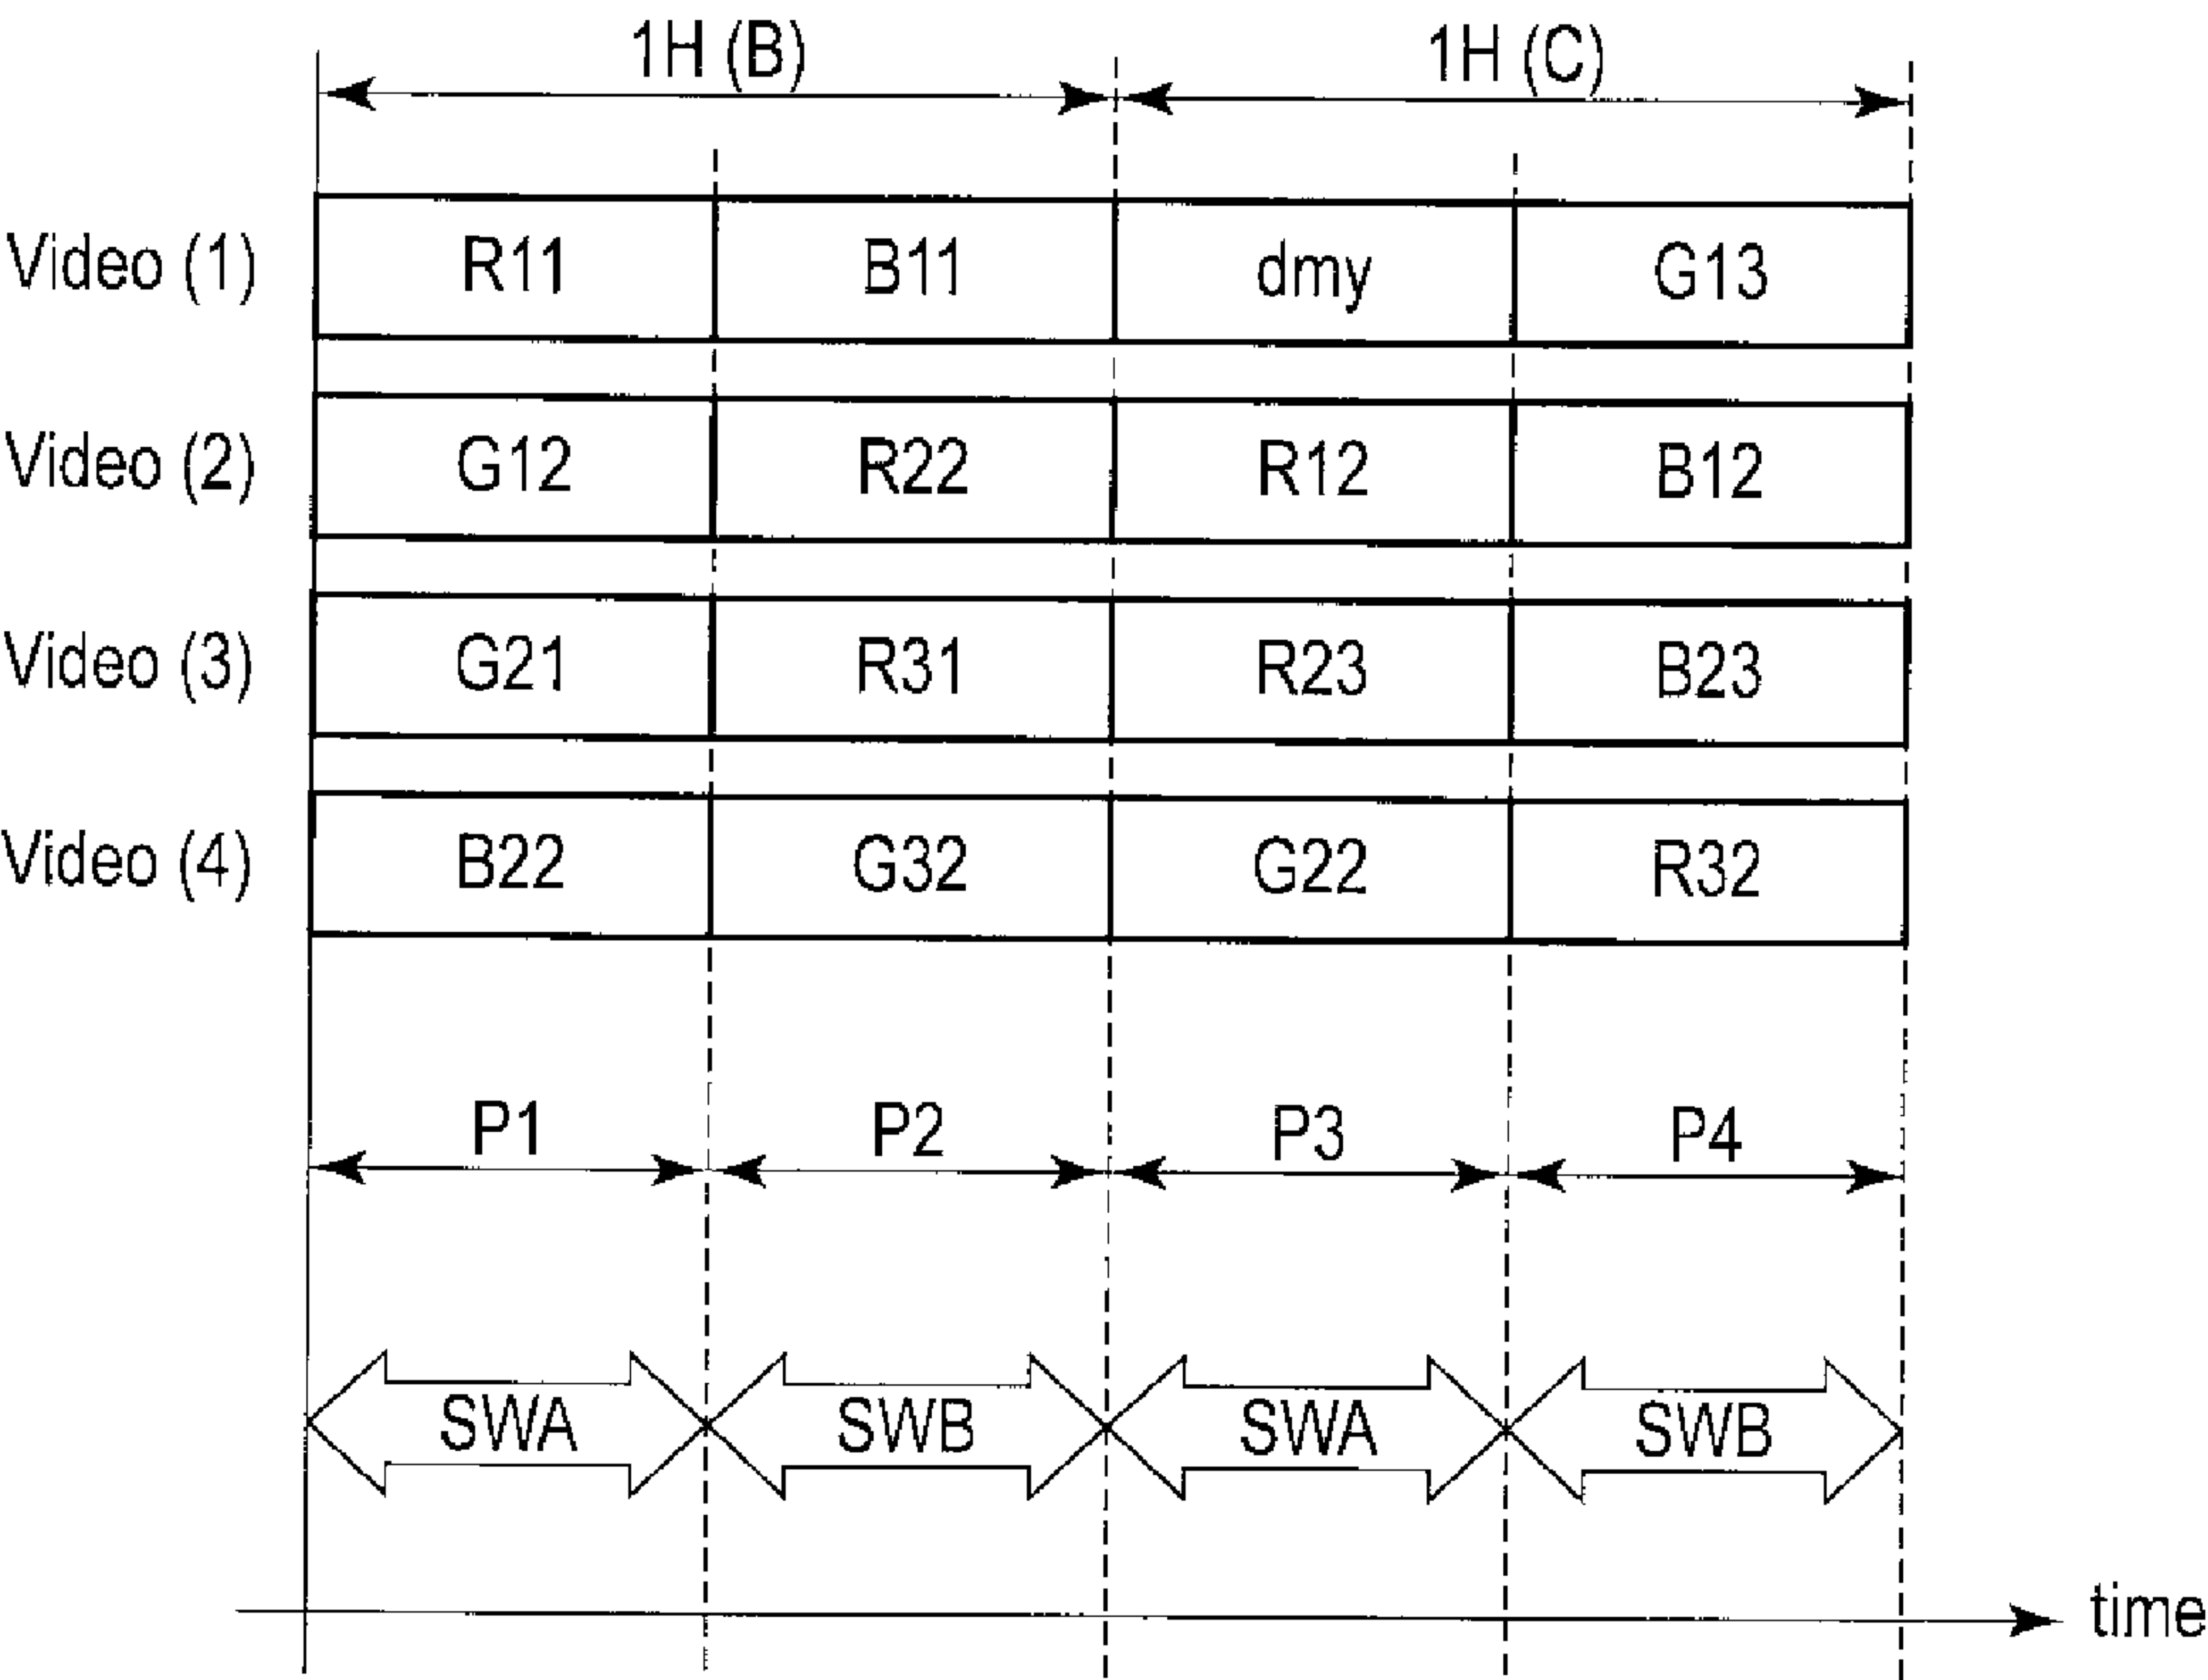 1H (B) 1H (C)
Video (1) R11 B11 dmy G13
Video (2) G12 R22 R12 B12
Video (3) G21 R31 R23 B23
Video (4) B22 G32 G22 R32
P1 P2 P3 P4
SWA SWB SWA SWB
time